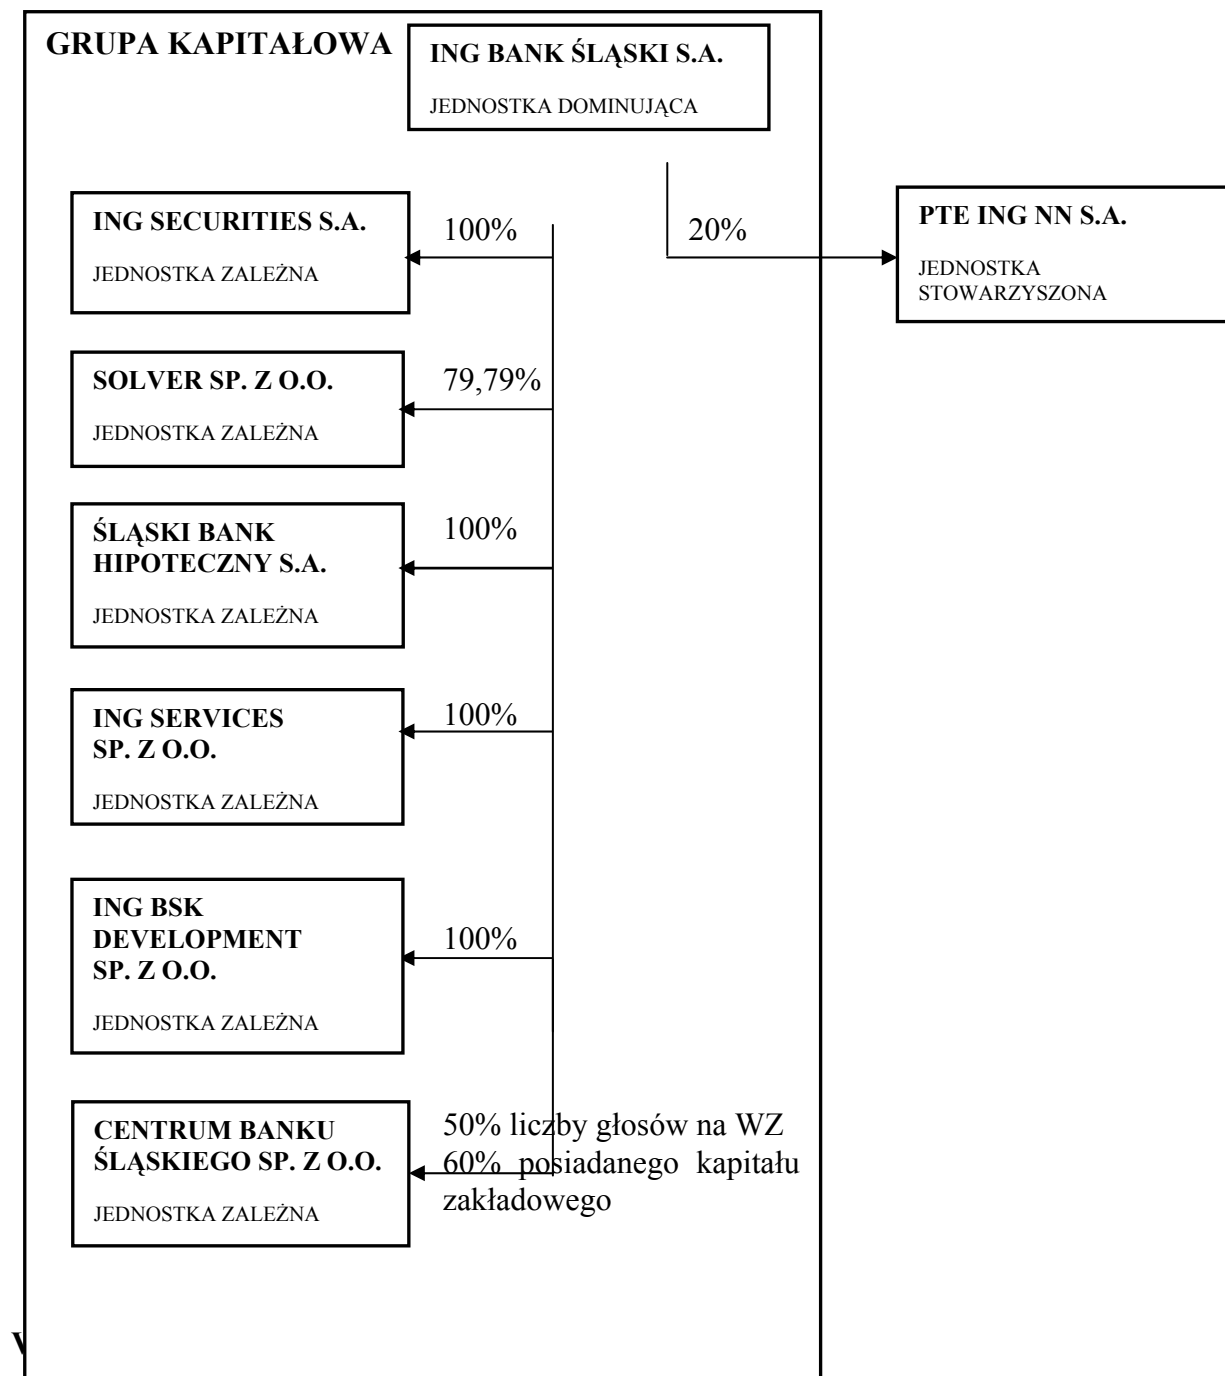 GRUPA KAPITAŁOWA
ING BANK ŚLĄSKI S.A.
JEDNOSTKA DOMINUJĄCA
ING SECURITIES S.A.
JEDNOSTKA ZALEŻNA
100%
20%
PTE ING NN S.A.
JEDNOSTKA
STOWARZYSZONA
SOLVER SP. Z O.O.
JEDNOSTKA ZALEŻNA
79,79%
ŚLĄSKI BANK
HIPOTECZNY S.A.
JEDNOSTKA ZALEŻNA
100%
ING SERVICES
SP. Z O.O.
JEDNOSTKA ZALEŻNA
100%
ING BSK
DEVELOPMENT
SP. Z O.O.
JEDNOSTKA ZALEŻNA
100%
CENTRUM BANKU
ŚLĄSKIEGO SP. Z O.O.
JEDNOSTKA ZALEŻNA
50% liczby głosów na WZ
60% posiadanego kapitału
zakładowego